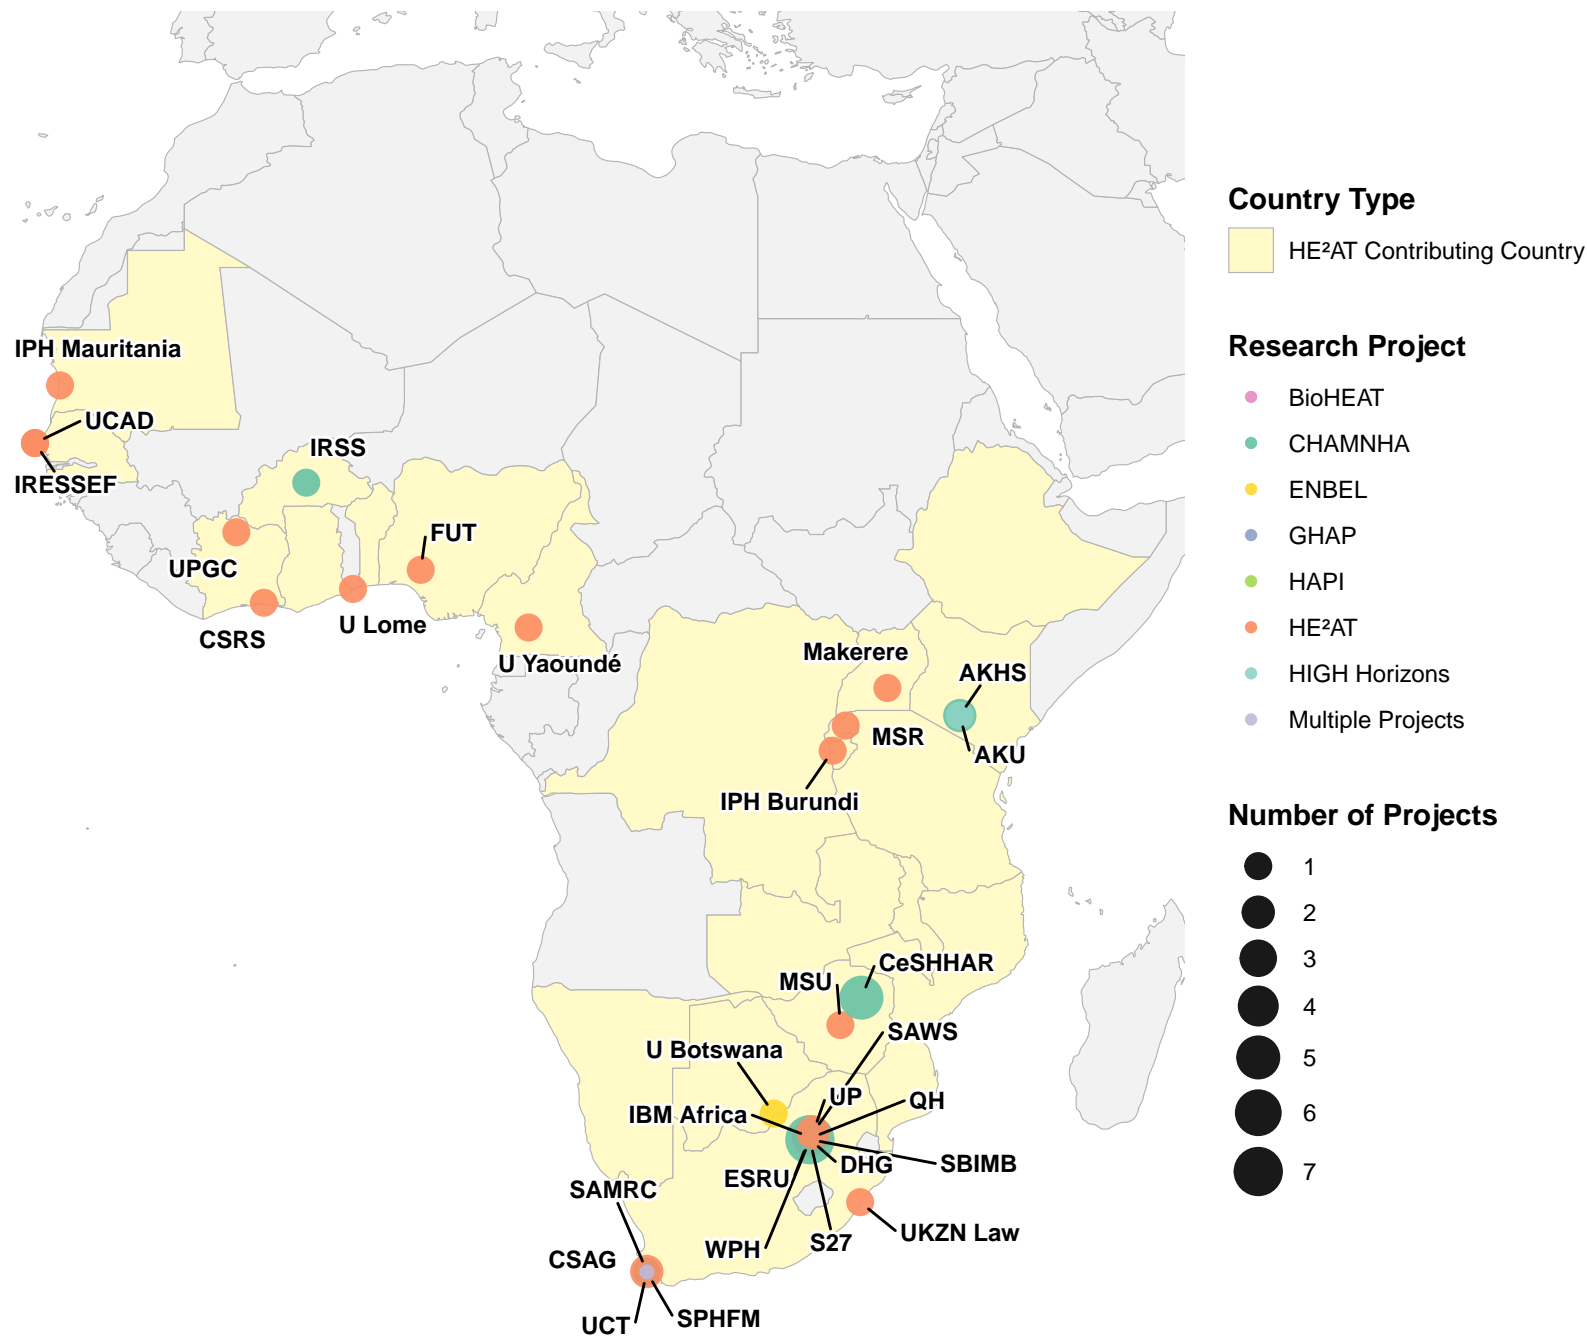 IPH Mauritania
UCAD
IRESSEF
IRSS
FUT
UPGC
CSRS
U Lome
U Yaoundé
Makerere
AKHS
MSR
AKU
IPH Burundi
CeSHHAR
MSU
SAWS
U Botswana
UP
QH
IBM Africa
DHG
SBIMB
ESRU
SAMRC
UKZN Law
S27
WPH
CSAG
SPHFM
UCT
Country Type
HE²AT Contributing Country
Research Project
BioHEAT
CHAMNHA
ENBEL
GHAP
HAPI
HE²AT
HIGH Horizons
Multiple Projects
Number of Projects
1
2
3
4
5
6
7